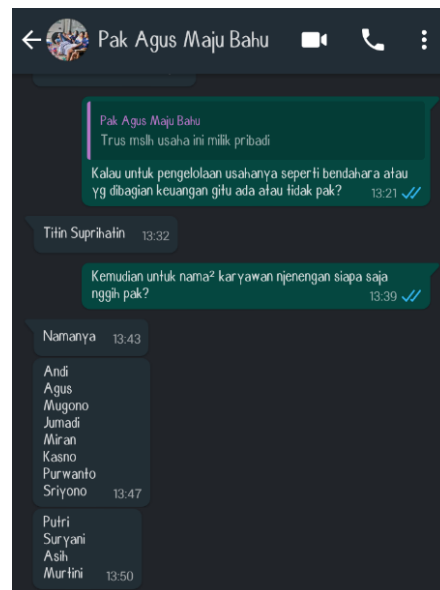 Pak Agus Maju Bahu
Pak Agus Maju Bahu
Trus mslh usaha ini milik pribadi
Kalau untuk pengelolaan usahanya seperti bendahara atau
yg dibagian keuangan gitu ada atau tidak pak? 13:21
Titin Suprihatin 13:32
Kemudian untuk nama² karyawan njenengan siapa saja
nggih pak?
13:39
Namanya 13:43
Andi
Agus
Mugono
Jumadi
Miran
Kasno
Purwanto
Sriyono 13:47
Putri
Suryani
Asih
Murtini 13:50